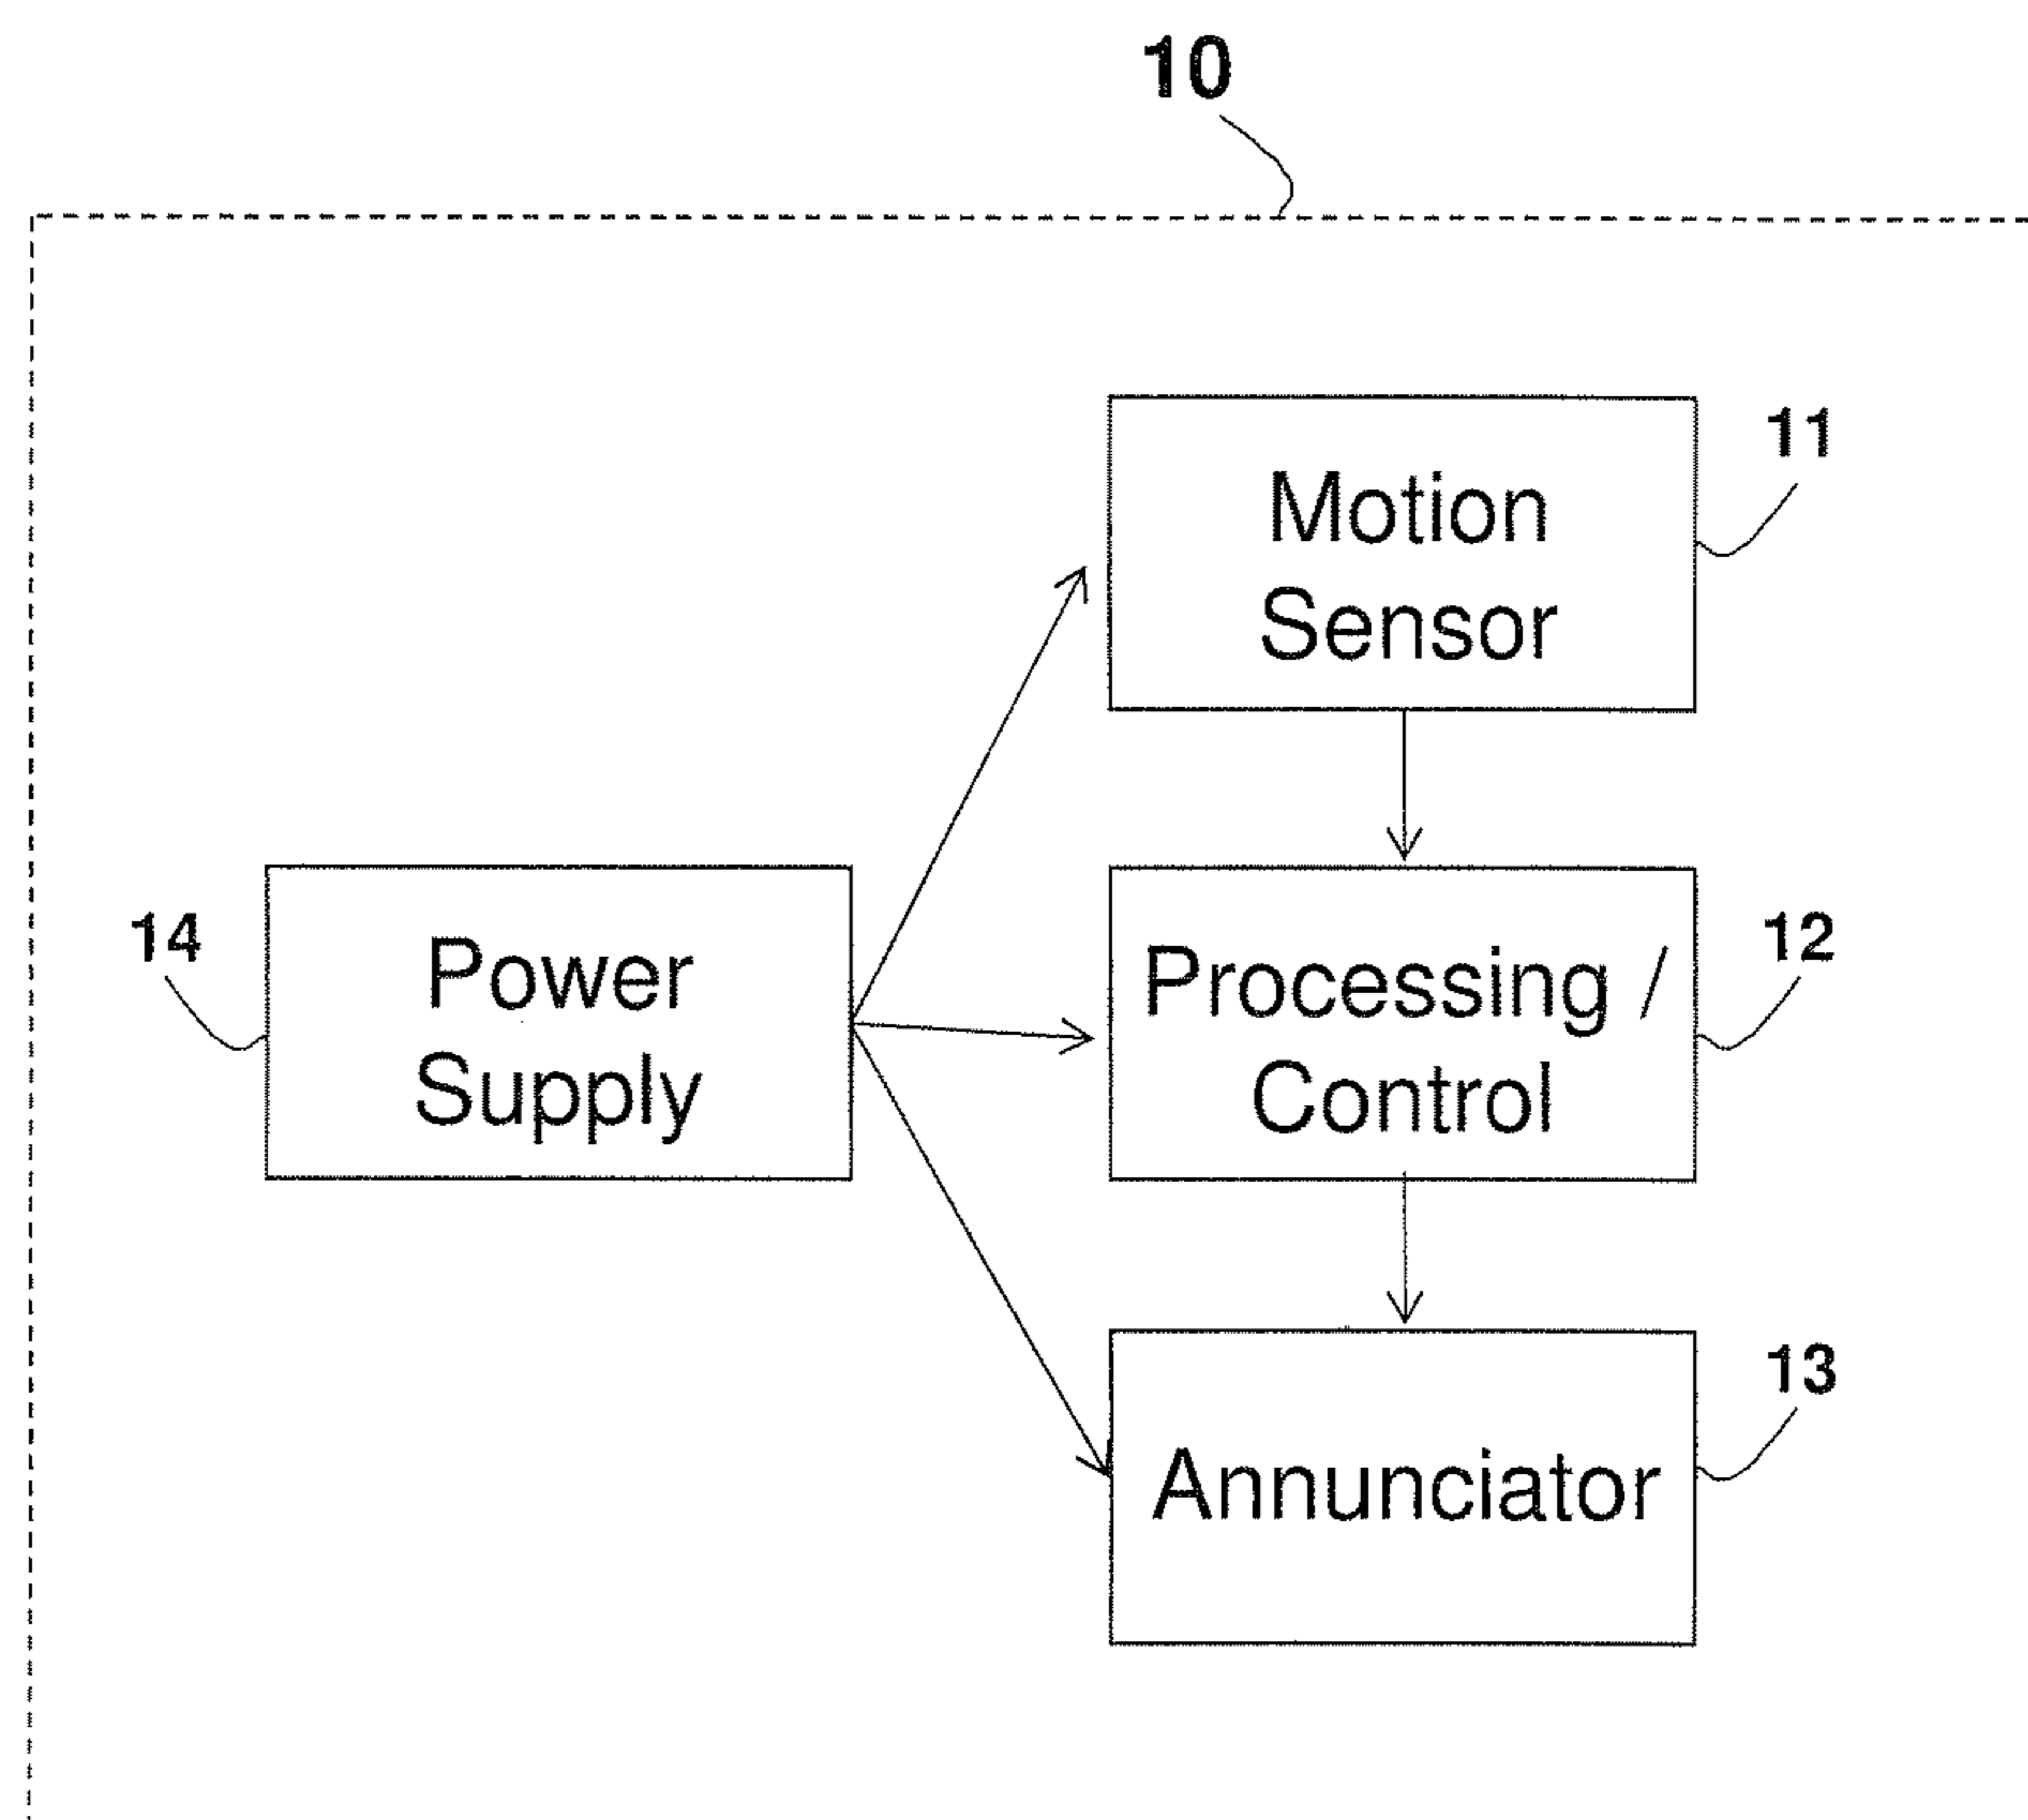 10
11
Motion
Sensor
14
Power
Supply
12
Processing /
Control
13
Annunciator